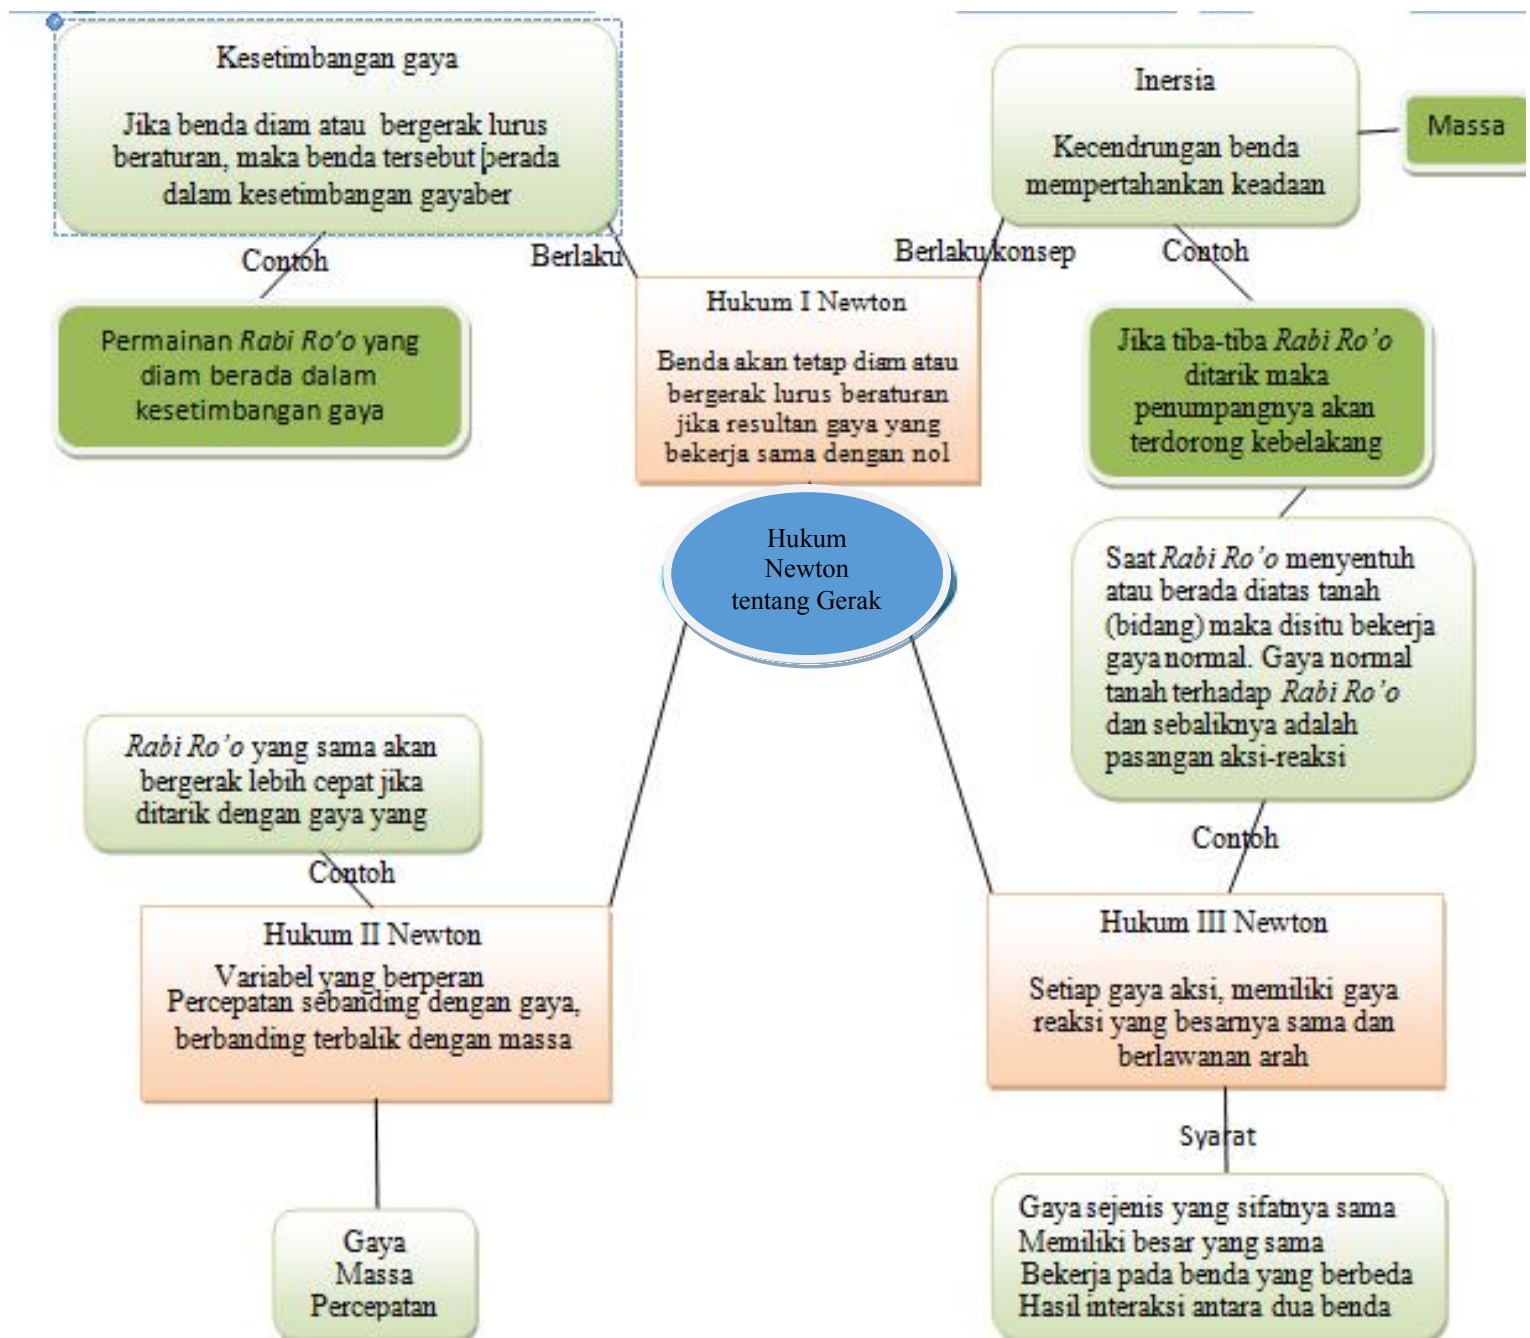 Kesetimbangan gaya
Jika benda diam atau bergerak lurus
beraturan, maka benda tersebut berada
dalam kesetimbangan gayaber
Inersia
Kecendrungan benda
mempertahankan keadaan
Massa
Contoh
Berlaku
Berlaku konsep
Contoh
Permainan Rabi Ro’o yang
diam berada dalam
kesetimbangan gaya
Hukum I Newton
Benda akan tetap diam atau
bergerak lurus beraturan
jika resultan gaya yang
bekerja sama dengan nol
Jika tiba-tiba Rabi Ro’o
ditarik maka
penumpangnya akan
terdorong kebelakang
Hukum
Newton
tentang Gerak
Saat Rabi Ro’o menyentuh
atau berada diatas tanah
(bidang) maka disitu bekerja
gaya normal. Gaya normal
tanah terhadap Rabi Ro’o
dan sebaliknya adalah
pasangan aksi-reaksi
Rabi Ro’o yang sama akan
bergerak lebih cepat jika
ditarik dengan gaya yang
Contoh
Contoh
Hukum II Newton
Variabel yang berperan
Percepatan sebanding dengan gaya,
berbanding terbalik dengan massa
Hukum III Newton
Setiap gaya aksi, memiliki gaya
reaksi yang besarnya sama dan
berlawanan arah
Syarat
Gaya
Massa
Percepatan
Gaya sejenis yang sifatnya sama
Memiliki besar yang sama
Bekerja pada benda yang berbeda
Hasil interaksi antara dua benda